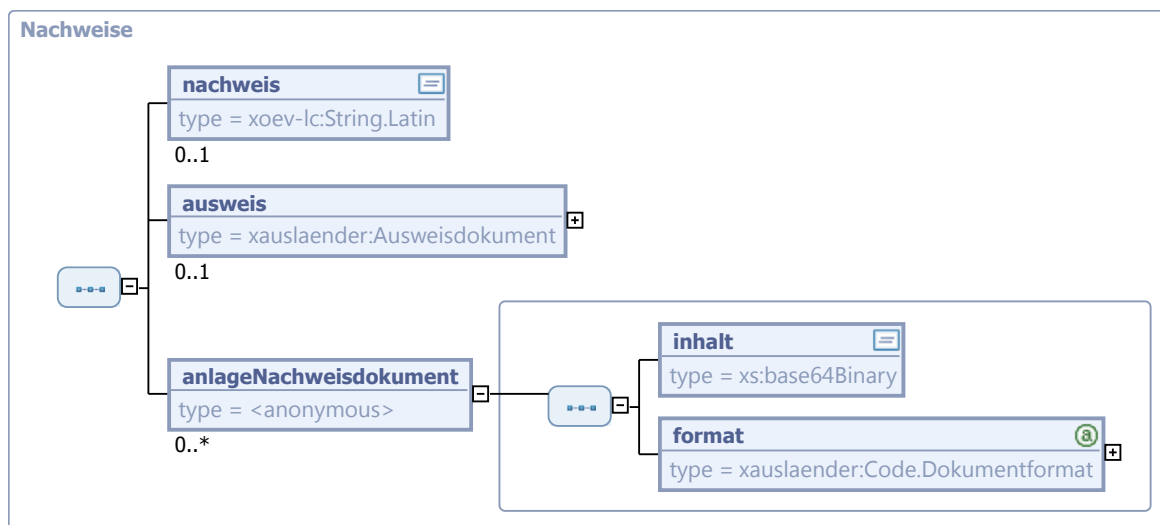 Nachweise
nachweis
type = xoev-lc:String.Latin
0..1
ausweis
type = xauslaender:Ausweisdokument
0..1
anlageNachweisdokument
type = <anonymous>
0..*
inhalt
type = xs:base64Binary
format
type = xauslaender:Code.Dokumentformat